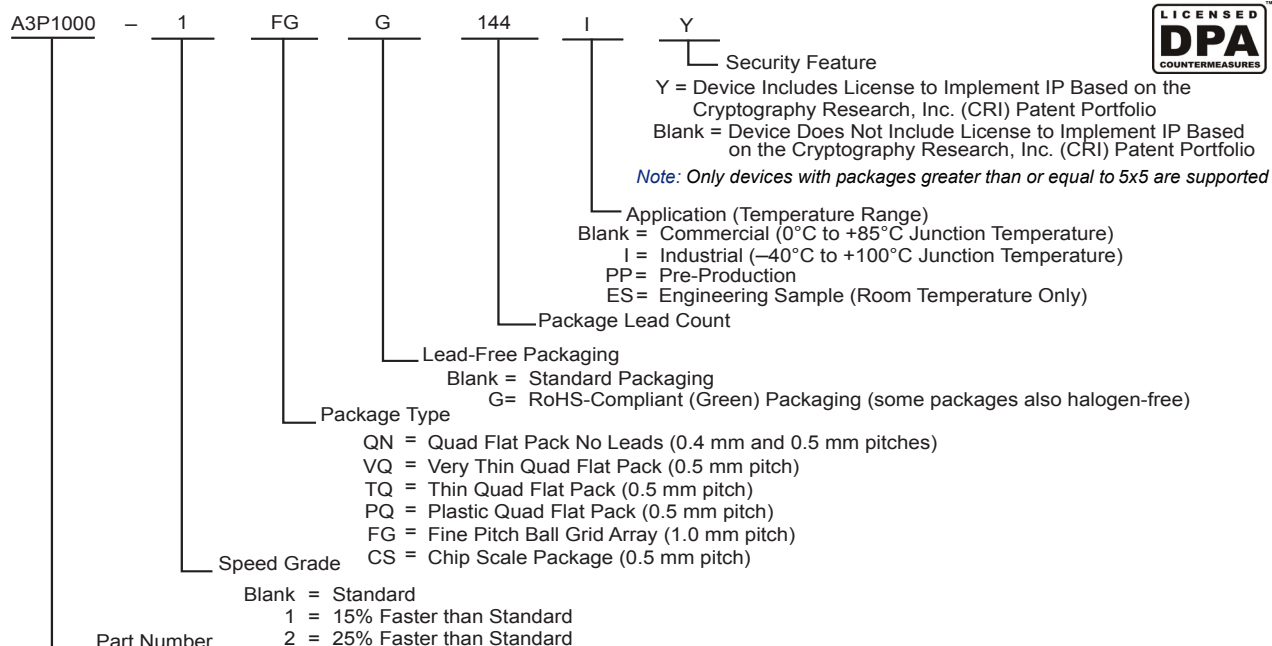 A3P1000 – 1 FG G 144 I Y
LICENSED
DPA
COUNTERMEASURES
TM
Security Feature
Y = Device Includes License to Implement IP Based on the
Cryptography Research, Inc. (CRI) Patent Portfolio
Blank = Device Does Not Include License to Implement IP Based
on the Cryptography Research, Inc. (CRI) Patent Portfolio
Note: Only devices with packages greater than or equal to 5x5 are supported
Application (Temperature Range)
Blank = Commercial (0°C to +85°C Junction Temperature)
I = Industrial (–40°C to +100°C Junction Temperature)
PP= Pre-Production
ES= Engineering Sample (Room Temperature Only)
Package Lead Count
Lead-Free Packaging
Blank = Standard Packaging
G= RoHS-Compliant (Green) Packaging (some packages also halogen-free)
Package Type
QN = Quad Flat Pack No Leads (0.4 mm and 0.5 mm pitches)
VQ = Very Thin Quad Flat Pack (0.5 mm pitch)
TQ = Thin Quad Flat Pack (0.5 mm pitch)
PQ = Plastic Quad Flat Pack (0.5 mm pitch)
FG = Fine Pitch Ball Grid Array (1.0 mm pitch)
CS = Chip Scale Package (0.5 mm pitch)
Speed Grade
Blank = Standard
1 = 15% Faster than Standard
2 = 25% Faster than Standard
Part Number